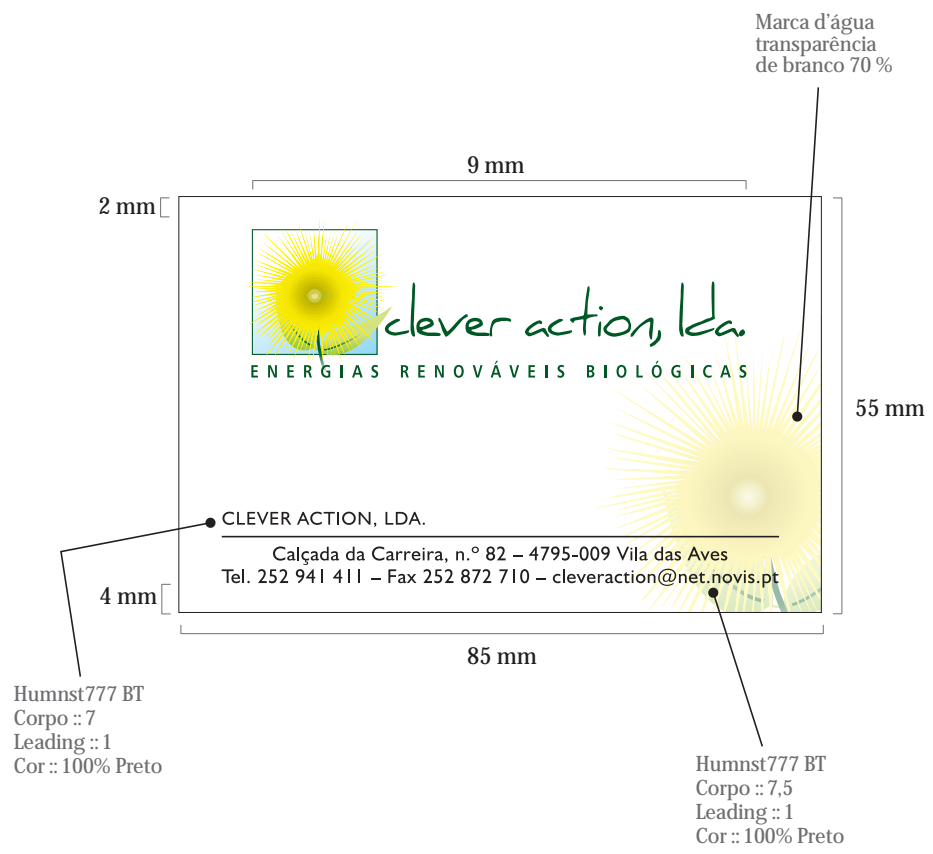 Marca d'água
transparência
de branco 70 %
9 mm
2 mm
clever action, lda.
ENERGIAS RENOVÁVEIS BIOLÓGICAS
55 mm
CLEVER ACTION, LDA.
Calçada da Carreira, n.º 82 – 4795-009 Vila das Aves
Tel. 252 941 411 – Fax 252 872 710 – cleveraction@net.novis.pt
4 mm
85 mm
Humnst777 BT
Corpo :: 7
Leading :: 1
Cor :: 100% Preto
Humnst777 BT
Corpo :: 7,5
Leading :: 1
Cor :: 100% Preto